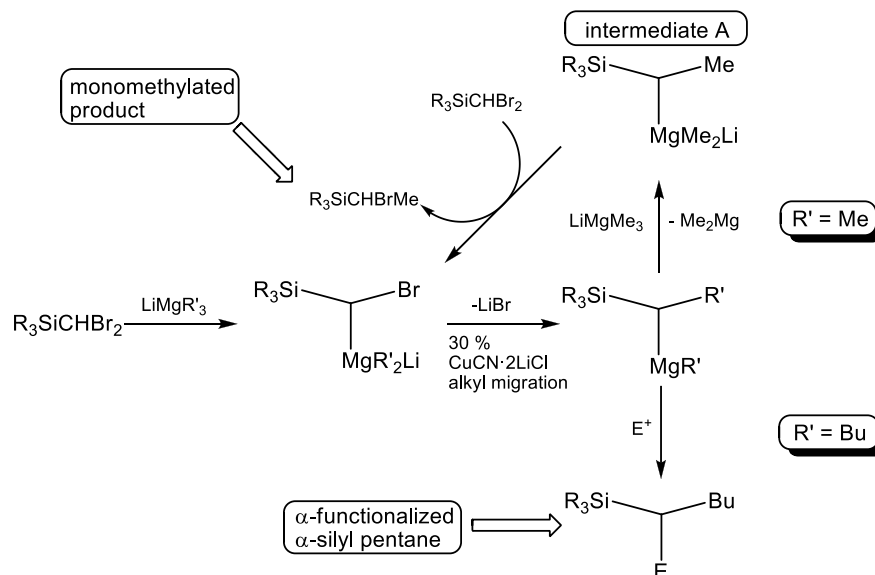 intermediate A
R₃Si
Me
MgMe₂Li
monomethylated
product
R₃SiCHBr₂
R₃SiCHBrMe
LiMgMe₃
- Me₂Mg
R' = Me
R₃SiCHBr₂
LiMgR'₃
R₃Si
Br
MgR'₂Li
-LiBr
30 %
CuCN·2LiCl
alkyl migration
R₃Si
R'
MgR'
E⁺
R' = Bu
α-functionalized
α-silyl pentane
R₃Si
Bu
E